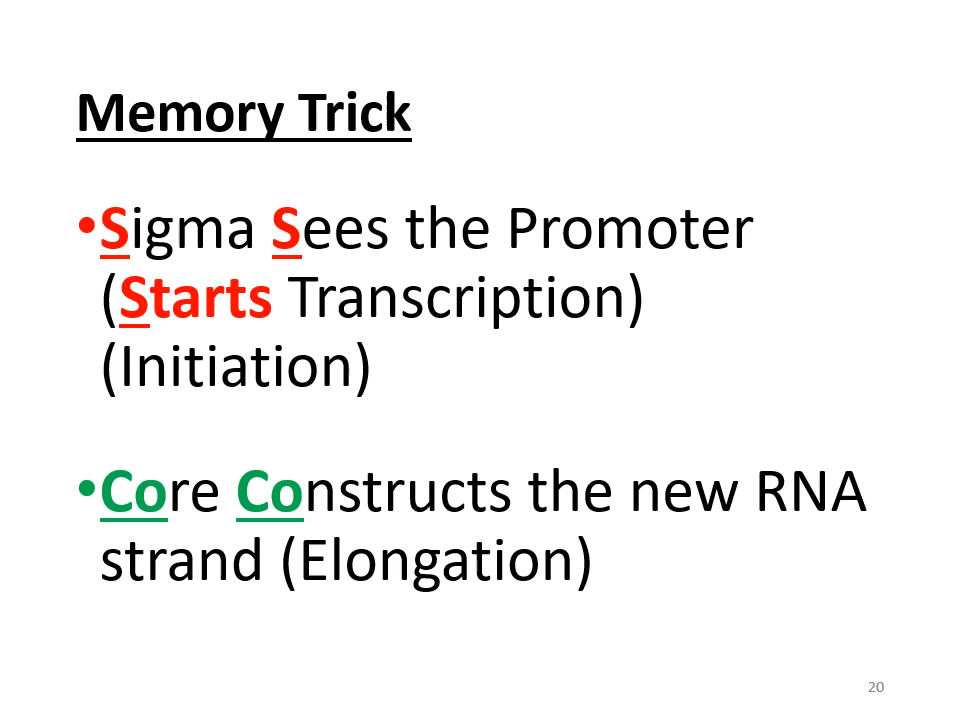 Memory Trick
•Sigma Sees the Promoter
(Starts Transcription)
(Initiation)
•Core Constructs the new RNA
strand (Elongation)
20